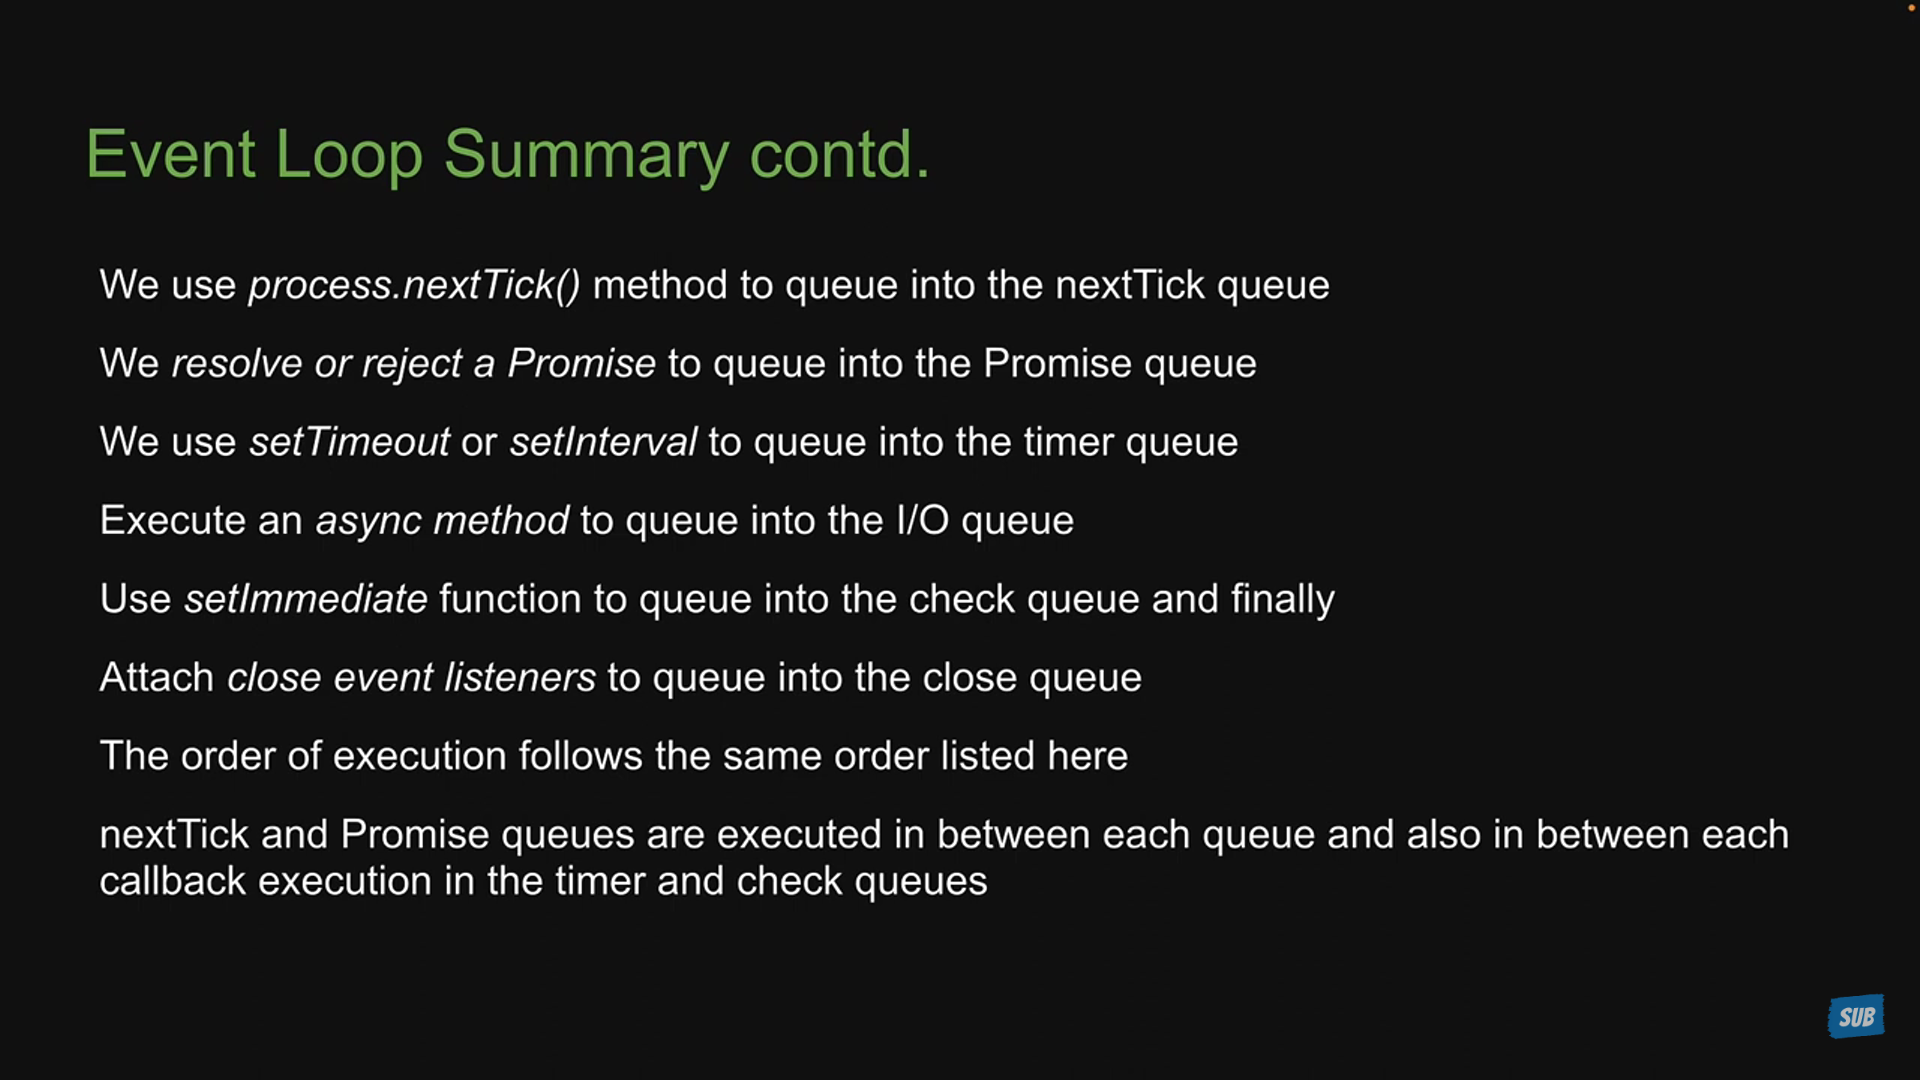 Event Loop Summary contd.
We use process.nextTick() method to queue into the nextTick queue
We resolve or reject a Promise to queue into the Promise queue
We use setTimeout or setInterval to queue into the timer queue
Execute an async method to queue into the I/O queue
Use setImmediate function to queue into the check queue and finally
Attach close event listeners to queue into the close queue
The order of execution follows the same order listed here
nextTick and Promise queues are executed in between each queue and also in between each
callback execution in the timer and check queues
SUB